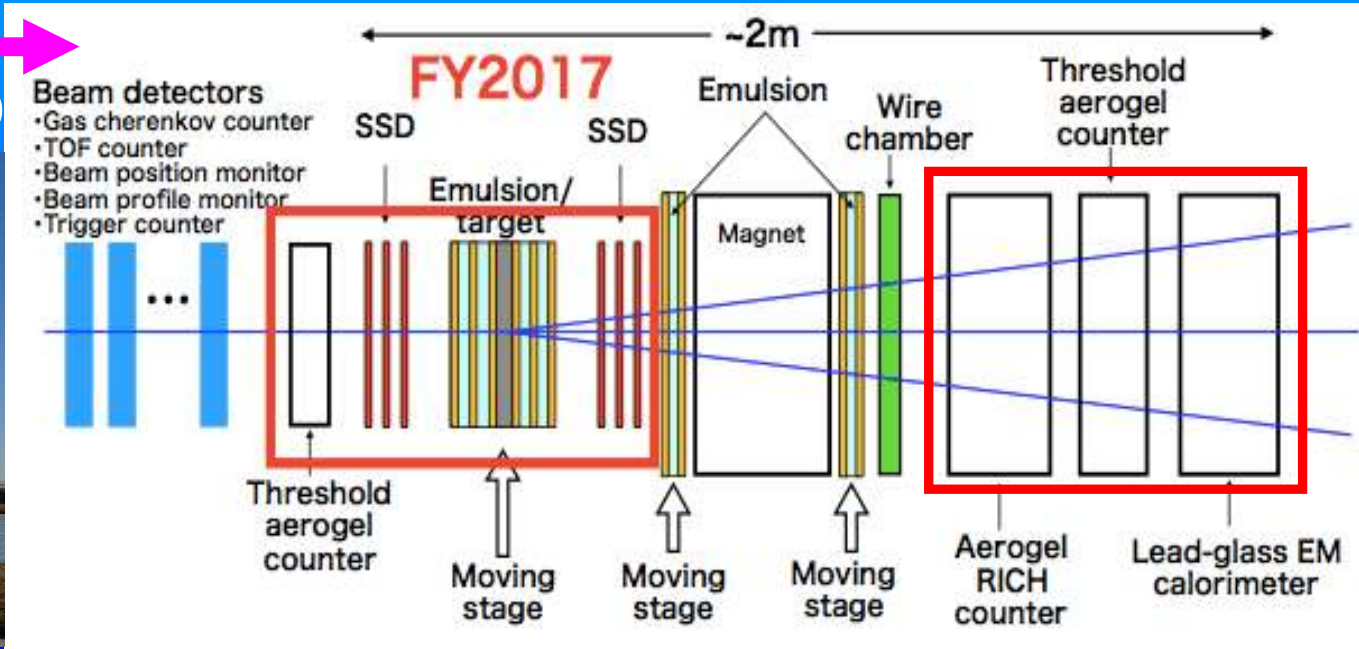 ~2m
FY2017
Beam detectors
・Gas cherenkov counter
・TOF counter
・Beam position monitor
・Beam profile monitor
・Trigger counter
SSD
Emulsion/
target
SSD
Emulsion
Wire
chamber
Threshold
aerogel
counter
Magnet
•••
Threshold
aerogel
counter
Moving
stage
Moving
stage
Moving
stage
Aerogel
RICH
counter
Lead-glass EM
calorimeter